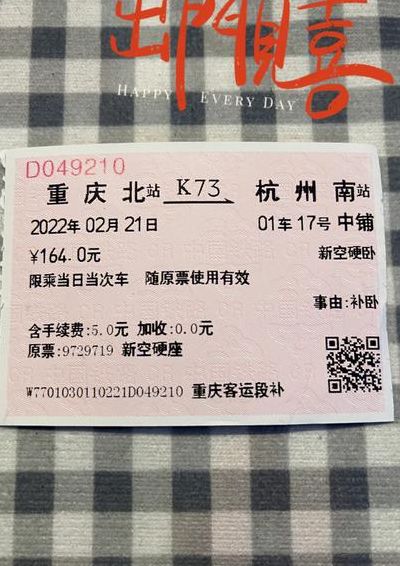 出门见喜
HAPPY EVERY DAY
D049210
重庆北站 K73 杭州南站
2022年02月21日 01车17号中铺
¥164.0元 新空硬卧
限乘当日当次车 随原票使用有效
事由:补卧
含手续费:5.0元 加收:0.0元
原票:9729719 新空硬座
W7701030110221D049210 重庆客运段补